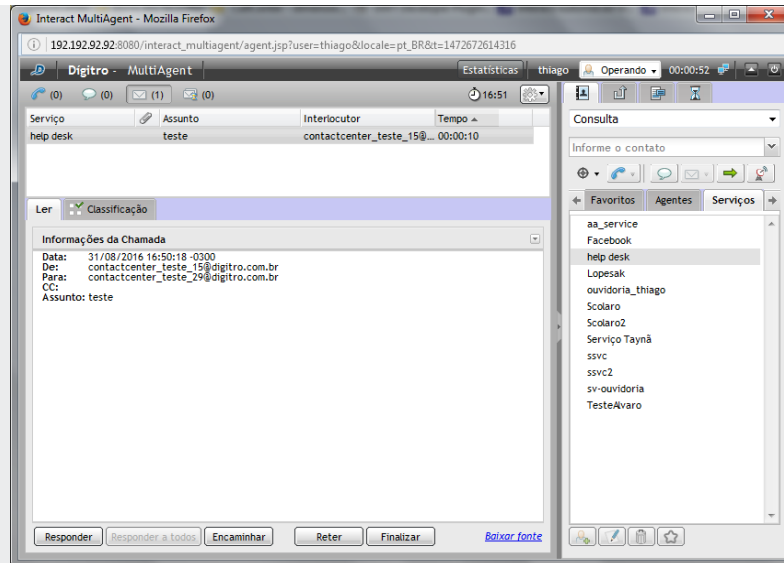 Interact MultiAgent - Mozilla Firefox
192.192.92.92:8080/interact_multiagent/agent.jsp?user=thiago&locale=pt_BR&t=1472672614316
Dígitro - MultiAgent Estatísticas thiago Operando 00:00:52
(0) (0) (1) (0) 16:51
Serviço Assunto Interlocutor Tempo
help desk teste contactcenter_teste_15@... 00:00:10
Ler Classificação
Informações da Chamada
Data: 31/08/2016 16:50:18 -0300
De: contactcenter_teste_15@digitro.com.br
Para: contactcenter_teste_29@digitro.com.br
CC:
Assunto: teste
Responder Responder a todos Encaminhar Reter Finalizar Baixar fonte
Consulta
Informe o contato
Favoritos Agentes Serviços
aa_service
Facebook
help desk
Lopesak
ouvidoria_thiago
Scolaro
Scolaro2
Serviço Taynã
ssvc
ssvc2
sv-ouvidoria
TesteAlvaro